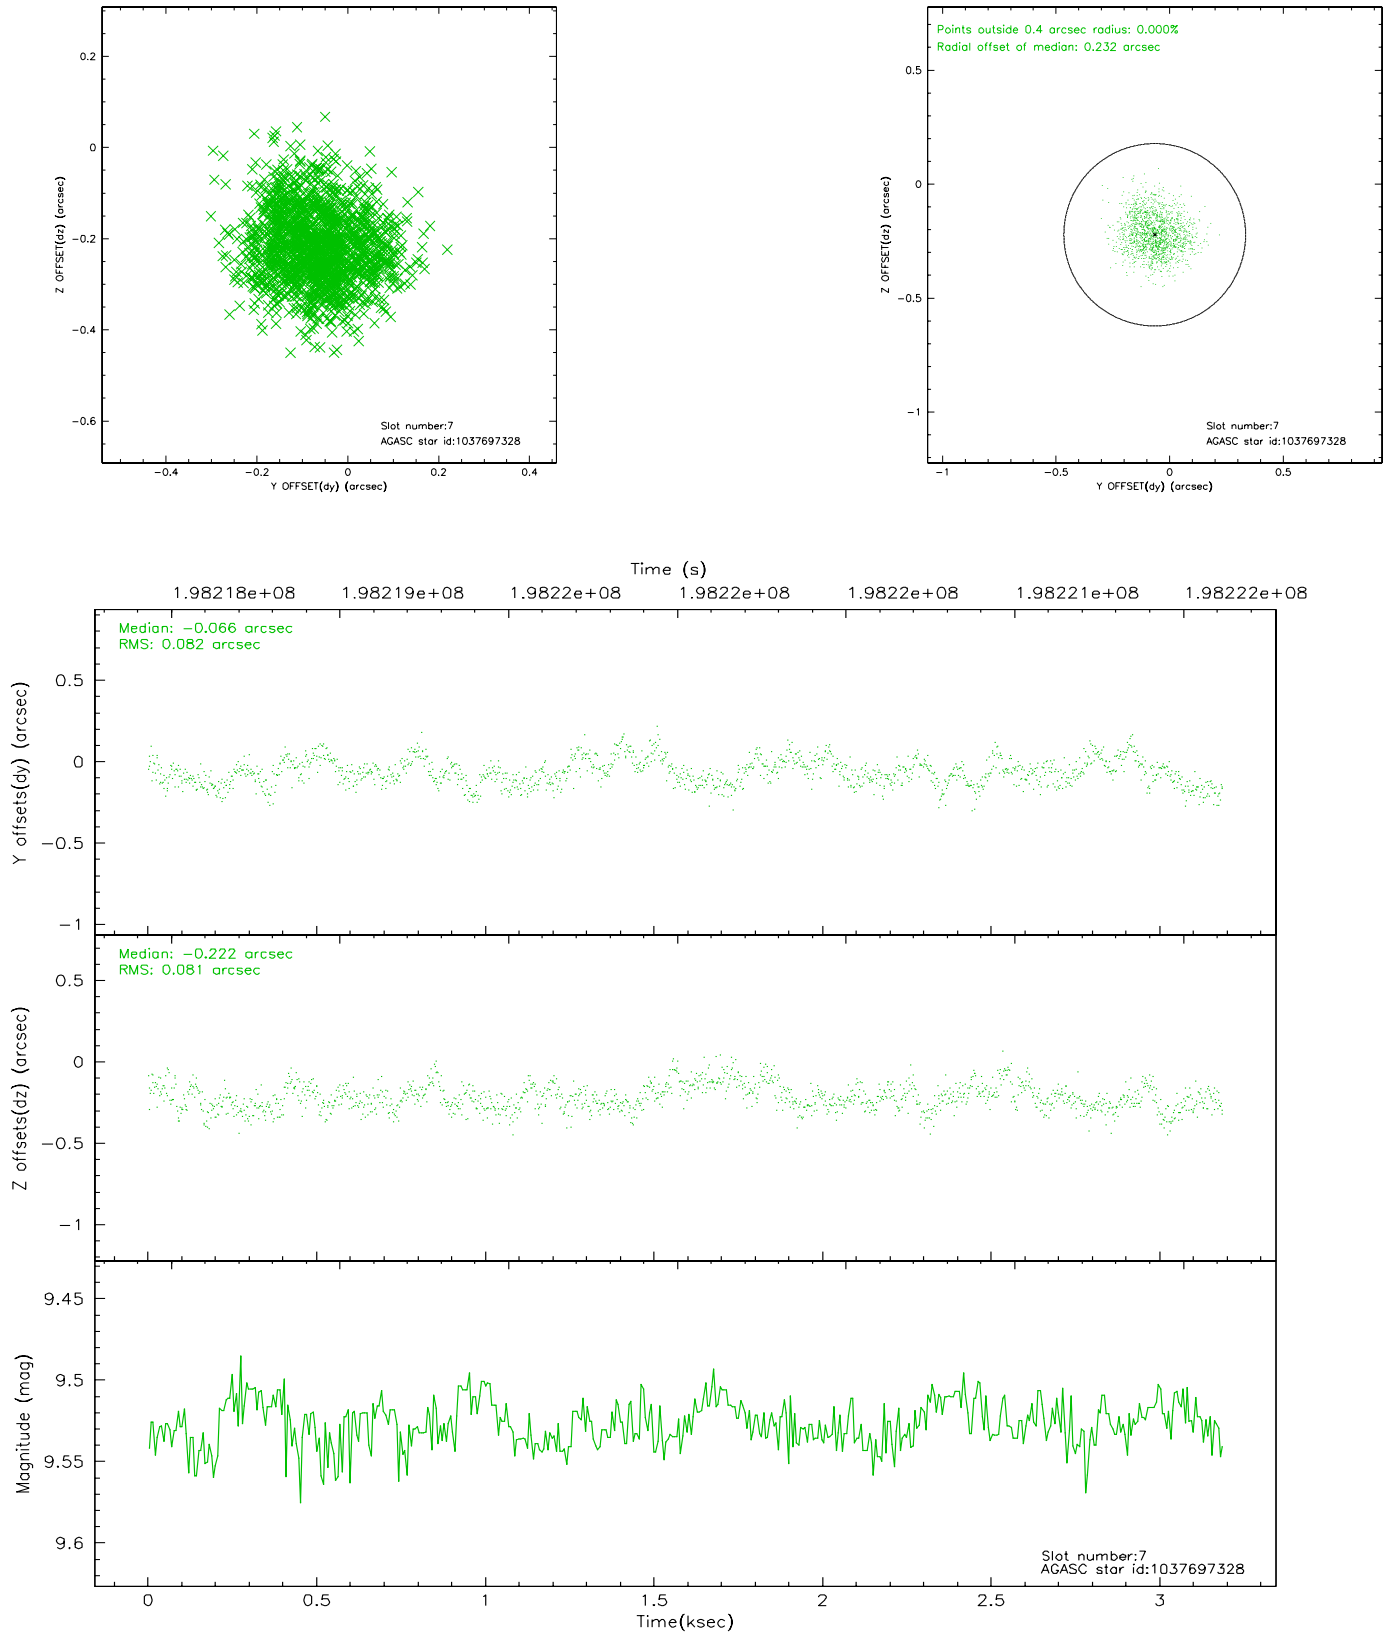 0.2
0
-0.2
-0.4
-0.6
Z OFFSET(dz) (arcsec)
Slot number:7
AGASC star id:1037697328
-0.4 -0.2 0 0.2 0.4
Y OFFSET(dy) (arcsec)
Points outside 0.4 arcsec radius: 0.000%
Radial offset of median: 0.232 arcsec
0.5
0
-0.5
-1
Z OFFSET(dz) (arcsec)
Slot number:7
AGASC star id:1037697328
-1 -0.5 0 0.5
Y OFFSET(dy) (arcsec)
Time (s)
1.98218e+08 1.98219e+08 1.9822e+08 1.9822e+08 1.9822e+08 1.98221e+08 1.98222e+08
Median: -0.066 arcsec
RMS: 0.082 arcsec
0.5
0
-0.5
-1
Y offsets(dy) (arcsec)
Median: -0.222 arcsec
RMS: 0.081 arcsec
0.5
0
-0.5
-1
Z offsets(dz) (arcsec)
9.45
9.5
9.55
9.6
Magnitude (mag)
Slot number:7
AGASC star id:1037697328
0 0.5 1 1.5 2 2.5 3
Time(ksec)